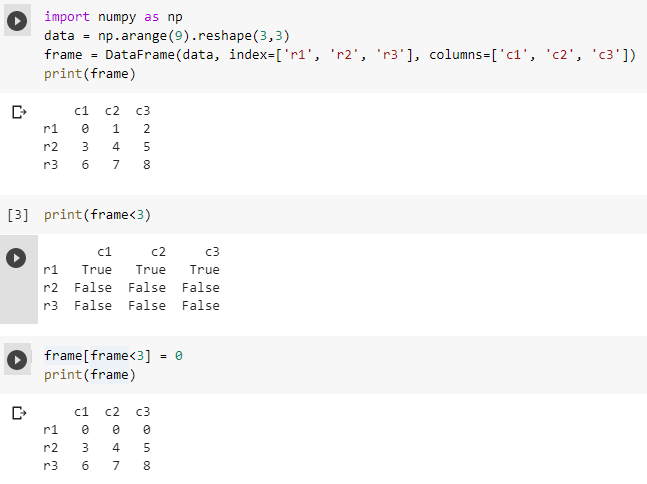 import numpy as np
data = np.arange(9).reshape(3,3)
frame = DataFrame(data, index=['r1', 'r2', 'r3'], columns=['c1', 'c2', 'c3'])
print(frame)
    c1  c2  c3
r1   0   1   2
r2   3   4   5
r3   6   7   8
[3] print(frame<3)
       c1     c2     c3
r1   True   True   True
r2  False  False  False
r3  False  False  False
frame[frame<3] = 0
print(frame)
    c1  c2  c3
r1   0   0   0
r2   3   4   5
r3   6   7   8